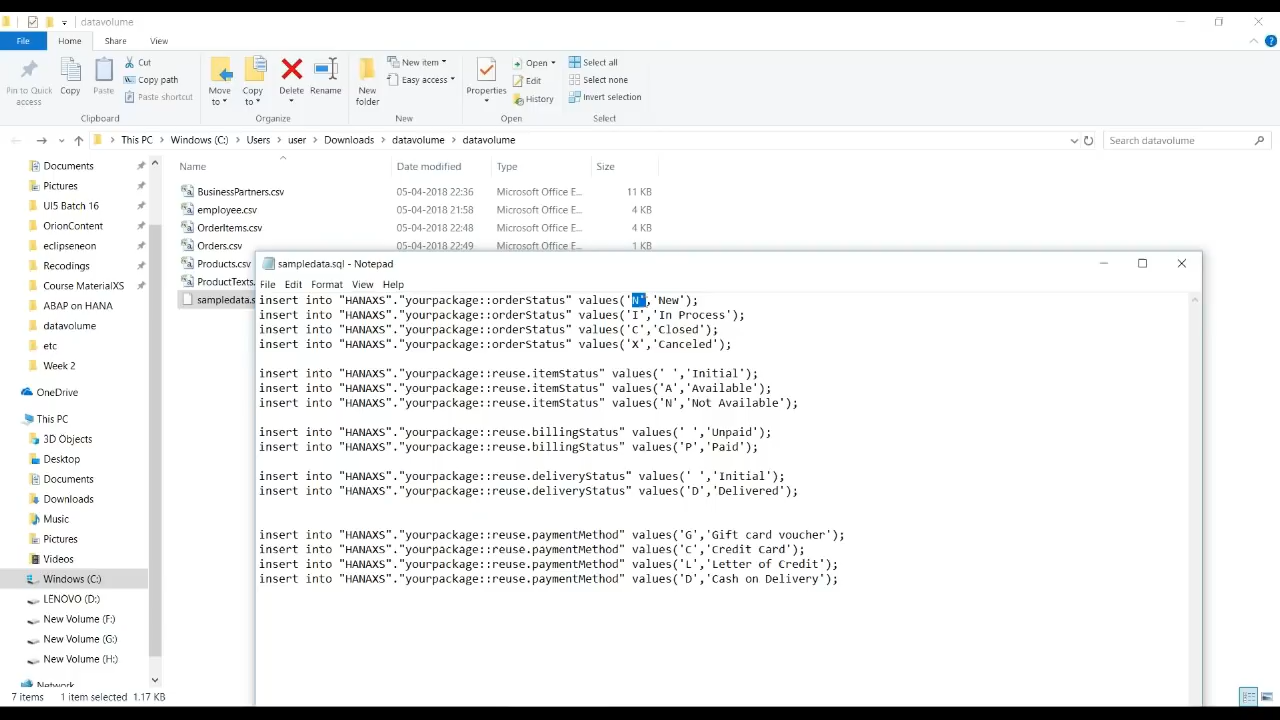 datavolume
File Home Share View
Pin to Quick access
Copy
Paste
Cut
Copy path
Paste shortcut
Clipboard
Move to
Copy to
Delete
Rename
Organize
New folder
New item
Easy access
New
Properties
Open
Edit
History
Open
Select all
Select none
Invert selection
Select
This PC > Windows (C:) > Users > user > Downloads > datavolume > datavolume
Search datavolume
Documents
Pictures
UI5 Batch 16
OrionContent
eclipseneon
Recodings
Course MaterialXS
ABAP on HANA
datavolume
etc
Week 2
OneDrive
This PC
3D Objects
Desktop
Documents
Downloads
Music
Pictures
Videos
Windows (C:)
LENOVO (D:)
New Volume (F:)
New Volume (G:)
New Volume (H:)
Network
Name Date modified Type Size
BusinessPartners.csv 05-04-2018 22:36 Microsoft Office E... 11 KB
employee.csv 05-04-2018 21:58 Microsoft Office E... 4 KB
OrderItems.csv 05-04-2018 22:48 Microsoft Office E... 4 KB
Orders.csv 05-04-2018 22:49 Microsoft Office E... 1 KB
Products.csv
ProductTexts.
sampledata.s
sampledata.sql - Notepad
File Edit Format View Help
insert into "HANAXS"."yourpackage::orderStatus" values('N','New');
insert into "HANAXS"."yourpackage::orderStatus" values('I','In Process');
insert into "HANAXS"."yourpackage::orderStatus" values('C','Closed');
insert into "HANAXS"."yourpackage::orderStatus" values('X','Canceled');
insert into "HANAXS"."yourpackage::reuse.itemStatus" values(' ','Initial');
insert into "HANAXS"."yourpackage::reuse.itemStatus" values('A','Available');
insert into "HANAXS"."yourpackage::reuse.itemStatus" values('N','Not Available');
insert into "HANAXS"."yourpackage::reuse.billingStatus" values(' ','Unpaid');
insert into "HANAXS"."yourpackage::reuse.billingStatus" values('P','Paid');
insert into "HANAXS"."yourpackage::reuse.deliveryStatus" values(' ','Initial');
insert into "HANAXS"."yourpackage::reuse.deliveryStatus" values('D','Delivered');
insert into "HANAXS"."yourpackage::reuse.paymentMethod" values('G','Gift card voucher');
insert into "HANAXS"."yourpackage::reuse.paymentMethod" values('C','Credit Card');
insert into "HANAXS"."yourpackage::reuse.paymentMethod" values('L','Letter of Credit');
insert into "HANAXS"."yourpackage::reuse.paymentMethod" values('D','Cash on Delivery');
7 items 1 item selected 1.17 KB